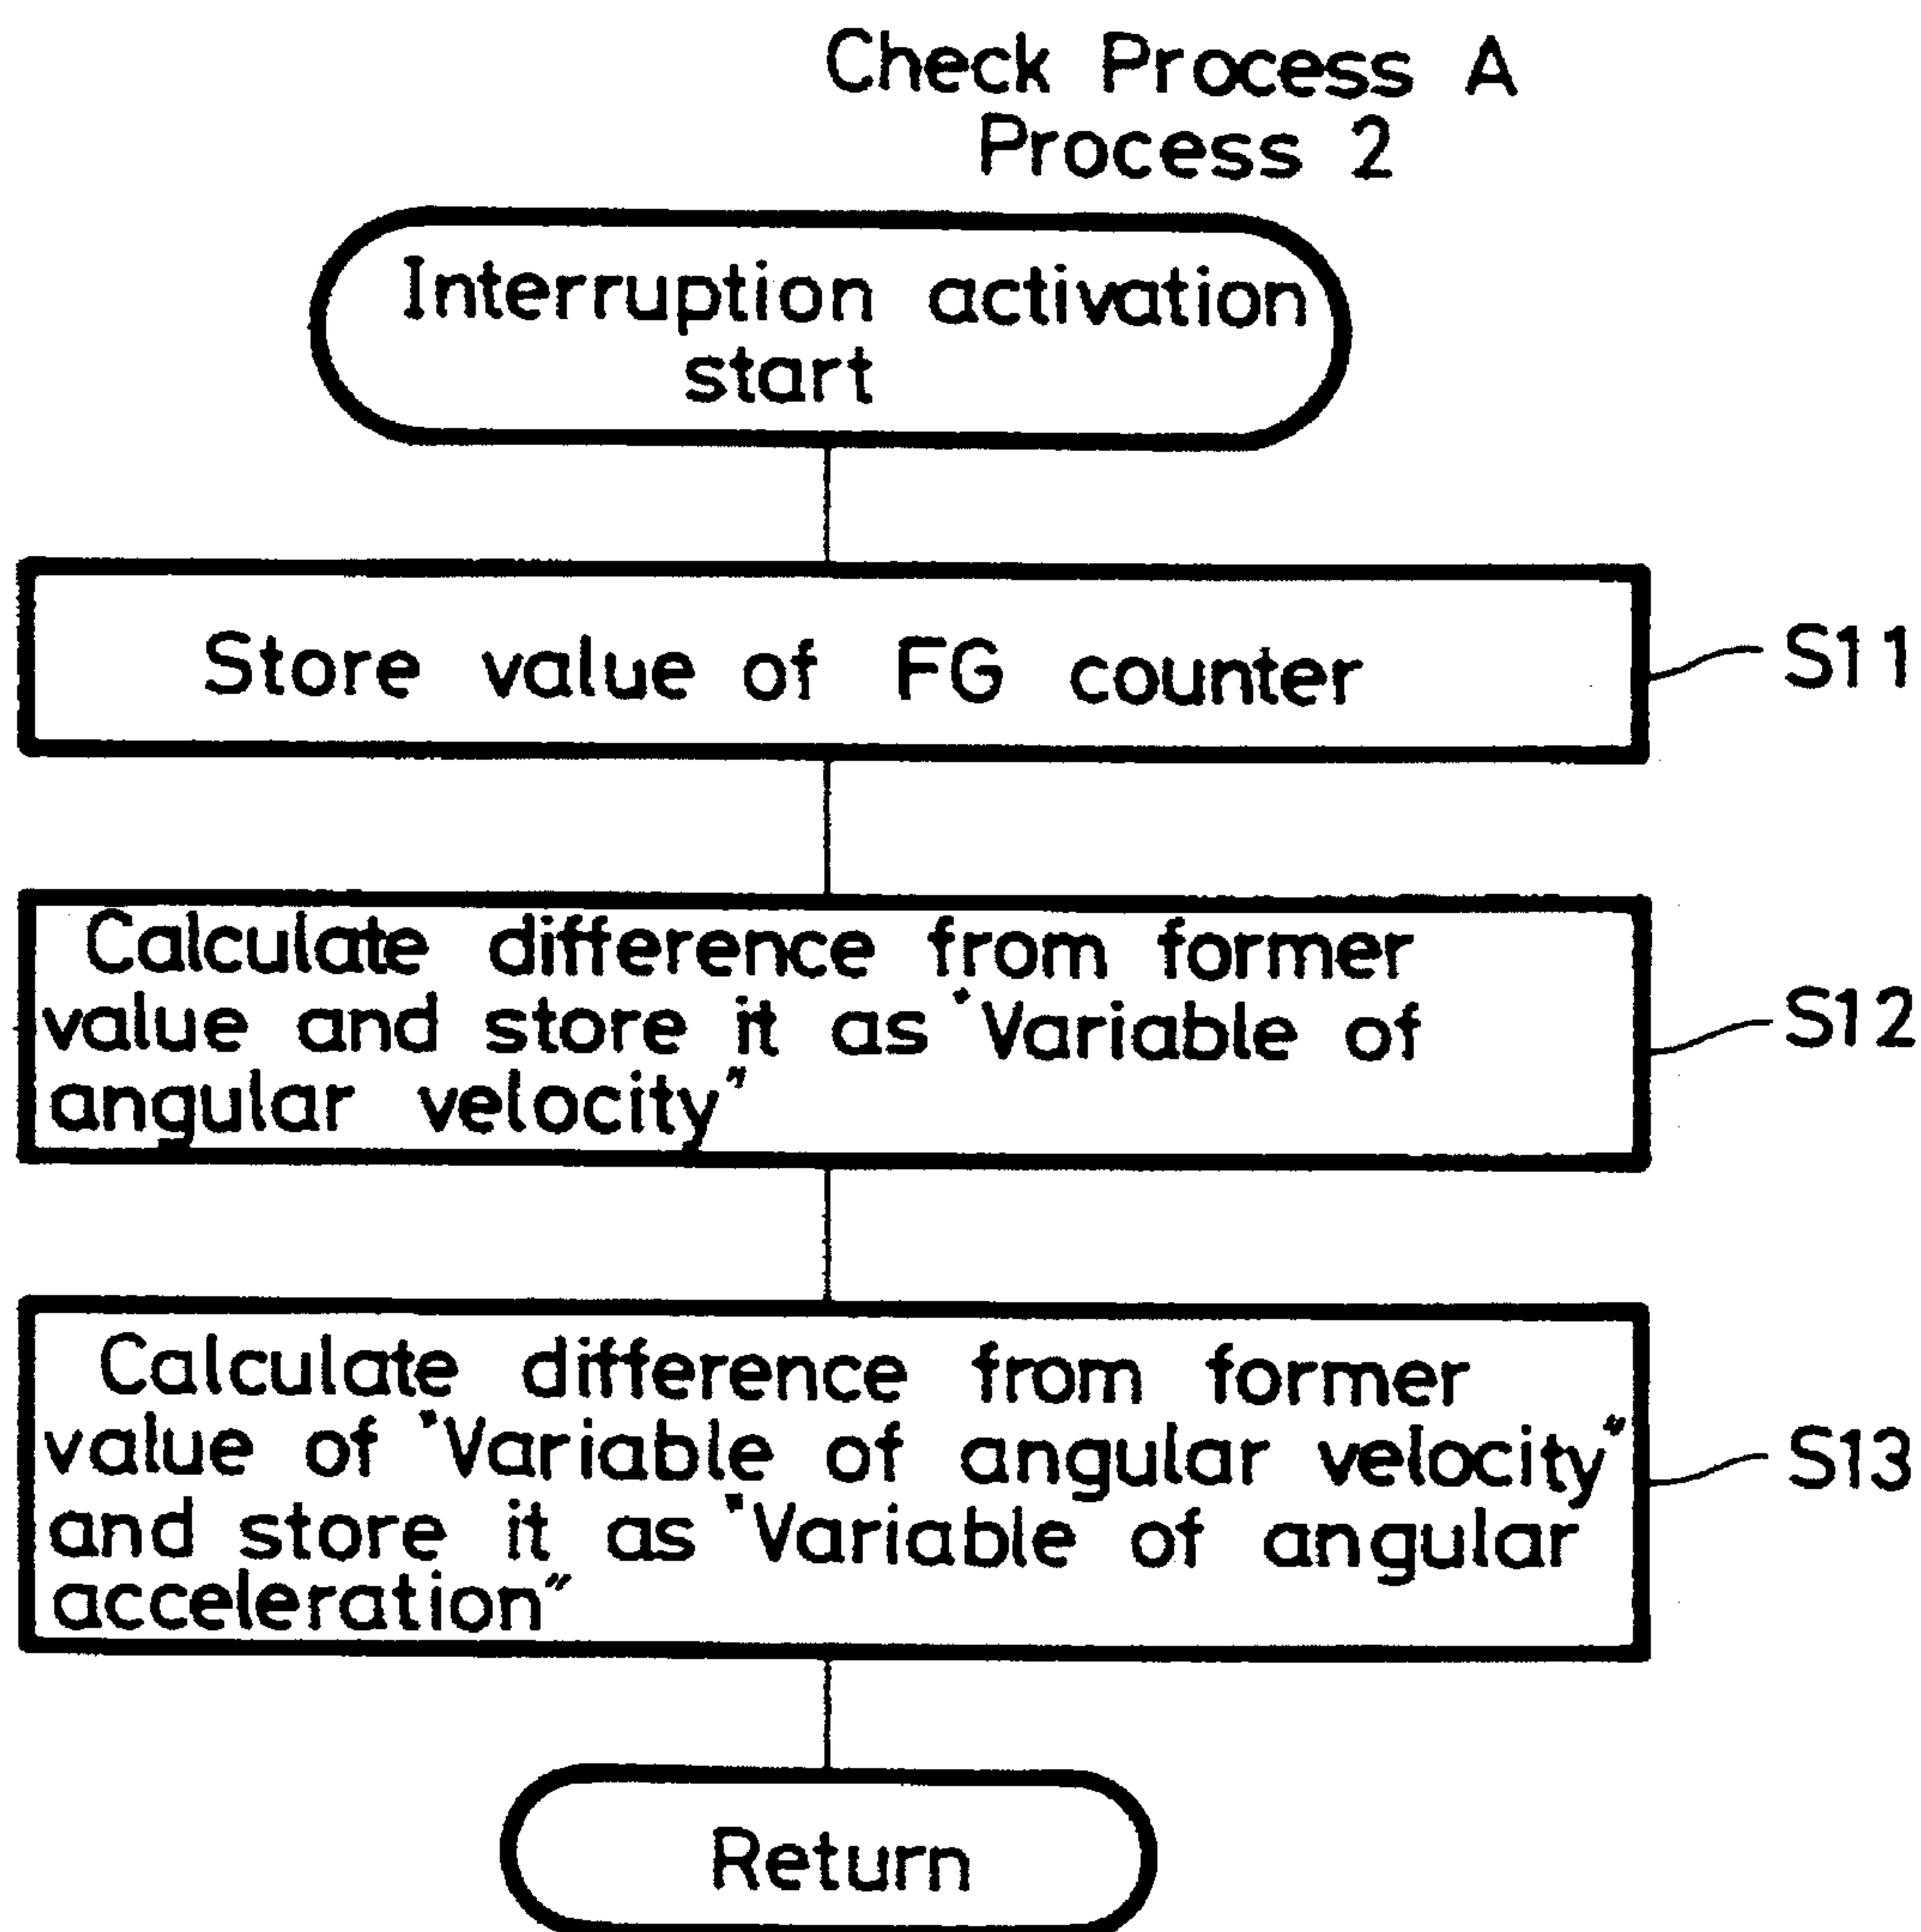 Check Process A
Process 2
Interruption activation
start
Store value of FG counter
S11
Calculate difference from former
value and store it as "Variable of
angular velocity"
S12
Calculate difference from former
value of "Variable of angular velocity"
and store it as "Variable of angular
acceleration"
S13
Return